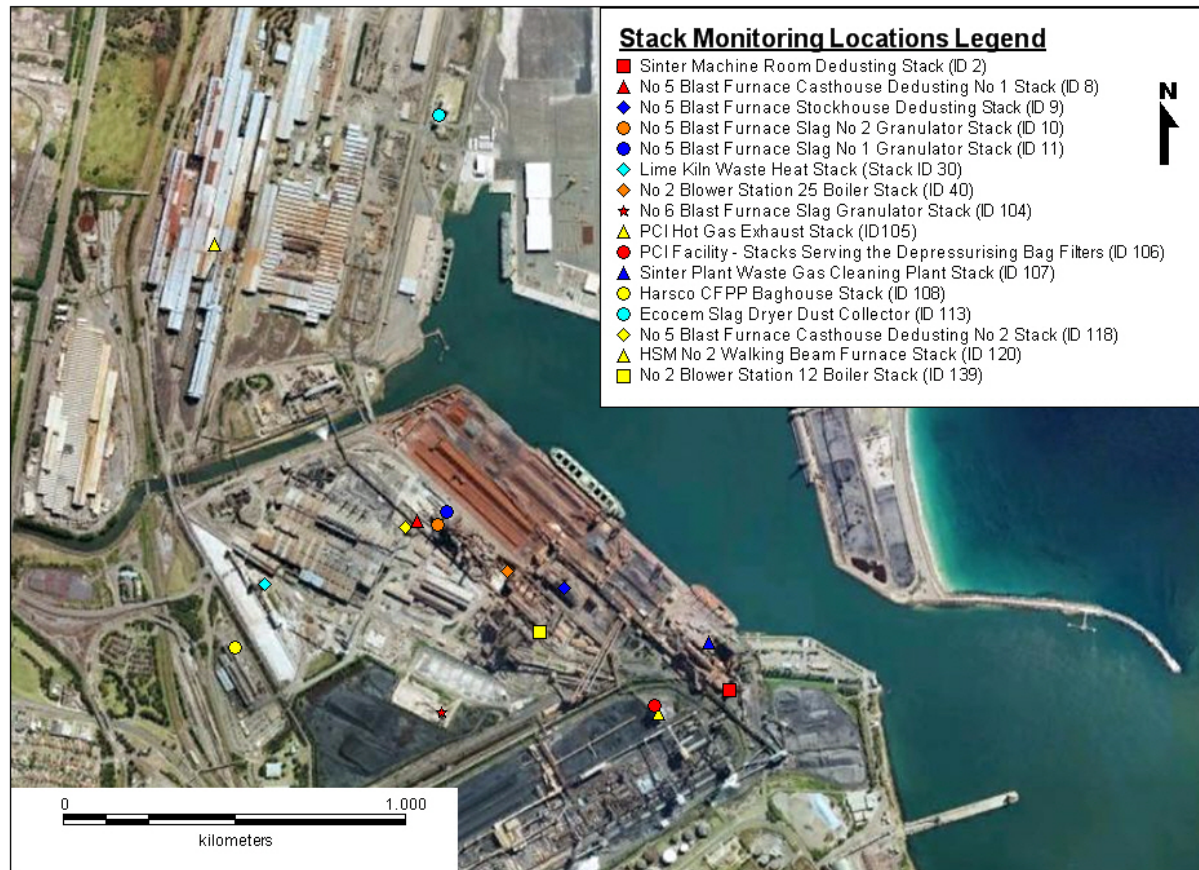 Stack Monitoring Locations Legend
Sinter Machine Room Dedusting Stack (ID 2)
No 5 Blast Furnace Casthouse Dedusting No 1 Stack (ID 8)
No 5 Blast Furnace Stockhouse Dedusting Stack (ID 9)
No 5 Blast Furnace Slag No 2 Granulator Stack (ID 10)
No 5 Blast Furnace Slag No 1 Granulator Stack (ID 11)
Lime Kiln Waste Heat Stack (Stack ID 30)
No 2 Blower Station 25 Boiler Stack (ID 40)
No 6 Blast Furnace Slag Granulator Stack (ID 104)
PCI Hot Gas Exhaust Stack (ID105)
PCI Facility - Stacks Serving the Depressurising Bag Filters (ID 106)
Sinter Plant Waste Gas Cleaning Plant Stack (ID 107)
Harsco CFPP Baghouse Stack (ID 108)
Ecocem Slag Dryer Dust Collector (ID 113)
No 5 Blast Furnace Casthouse Dedusting No 2 Stack (ID 118)
HSM No 2 Walking Beam Furnace Stack (ID 120)
No 2 Blower Station 12 Boiler Stack (ID 139)
N
0 1.000
kilometers